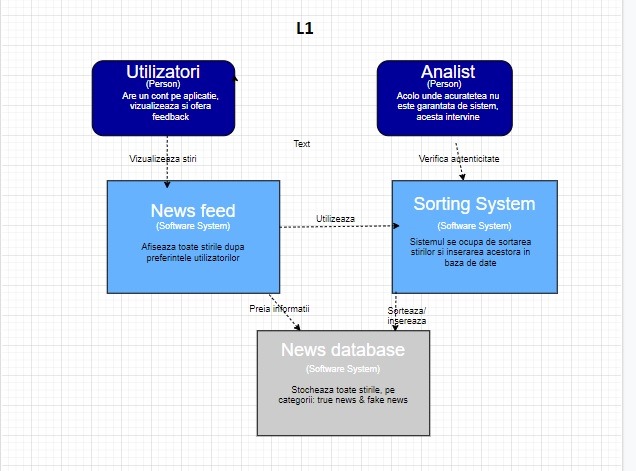 L1
Utilizatori
(Person)
Are un cont pe aplicatie,
vizualizeaza si ofera
feedback
Analist
(Person)
Acolo unde acuratetea nu
este garantata de sistem,
acesta intervine
Text
Vizualizeaza stiri
Verifica autenticitate
News feed
(Software System)
Afiseaza toate stirile dupa
preferintele utilizatorilor
Utilizeaza
Sorting System
(Software System)
Sistemul se ocupa de sortarea
stirilor si inserarea acestora in
baza de date
Preia informatii
Sorteaza/
insereaza
News database
(Software System)
Stocheaza toate stirile, pe
categorii: true news & fake news